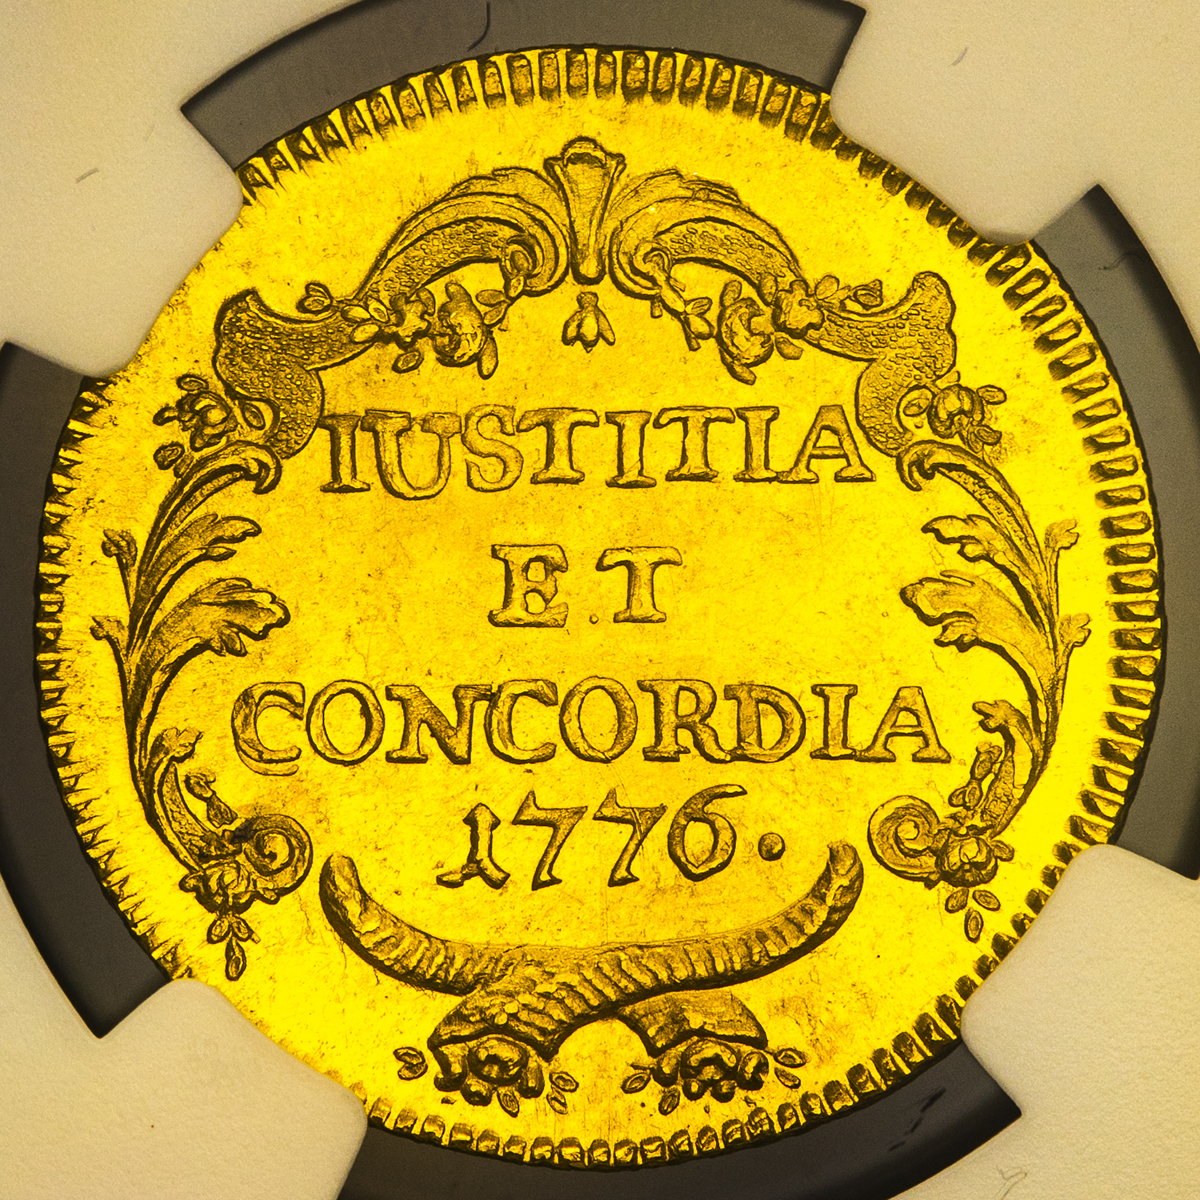 IUSTITIA
ET
CONCORDIA
1776.